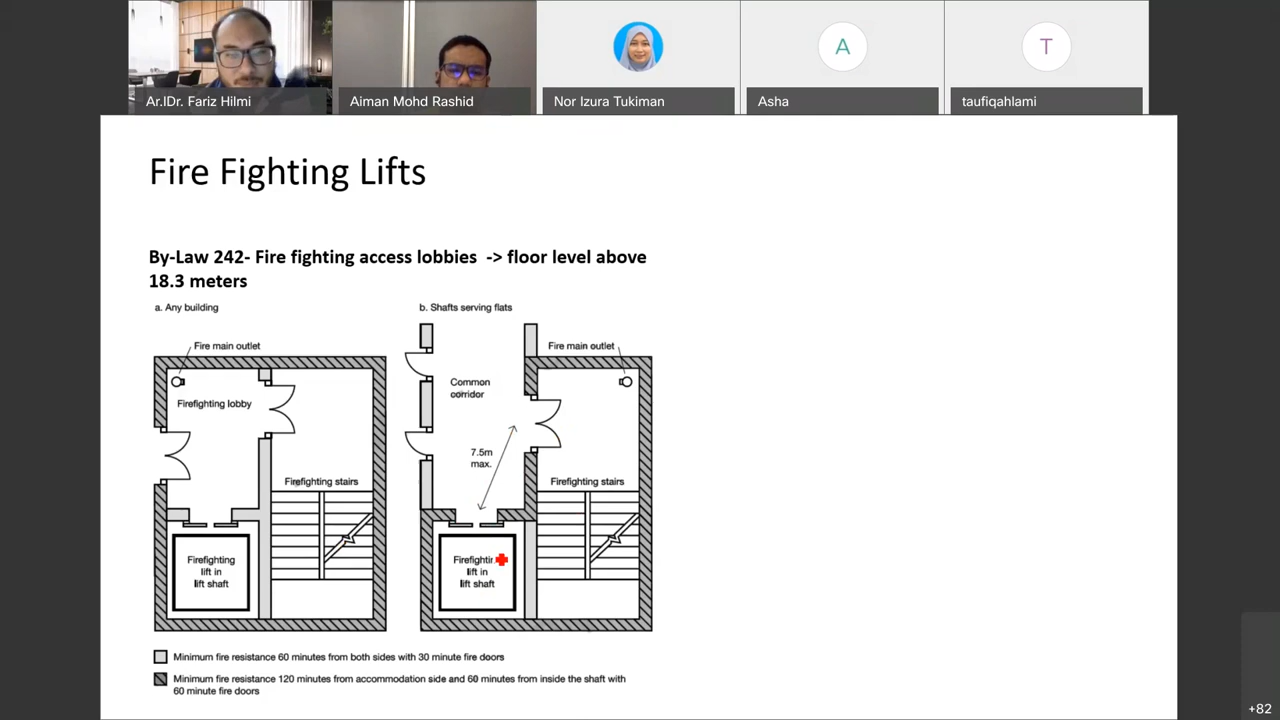 A
T
Ar.IDr. Fariz Hilmi
Aiman Mohd Rashid
Nor Izura Tukiman
Asha
taufiqahlami
Fire Fighting Lifts
By-Law 242- Fire fighting access lobbies -> floor level above
18.3 meters
a. Any building
Fire main outlet
Firefighting lobby
Firefighting stairs
Firefighting
lift in
lift shaft
b. Shafts serving flats
Fire main outlet
Common
corridor
7.5m
max.
Firefighting stairs
lift in
lift shaft
Minimum fire resistance 60 minutes from both sides with 30 minute fire doors
Minimum fire resistance 120 minutes from accommodation side and 60 minutes from inside the shaft with
60 minute fire doors
+82